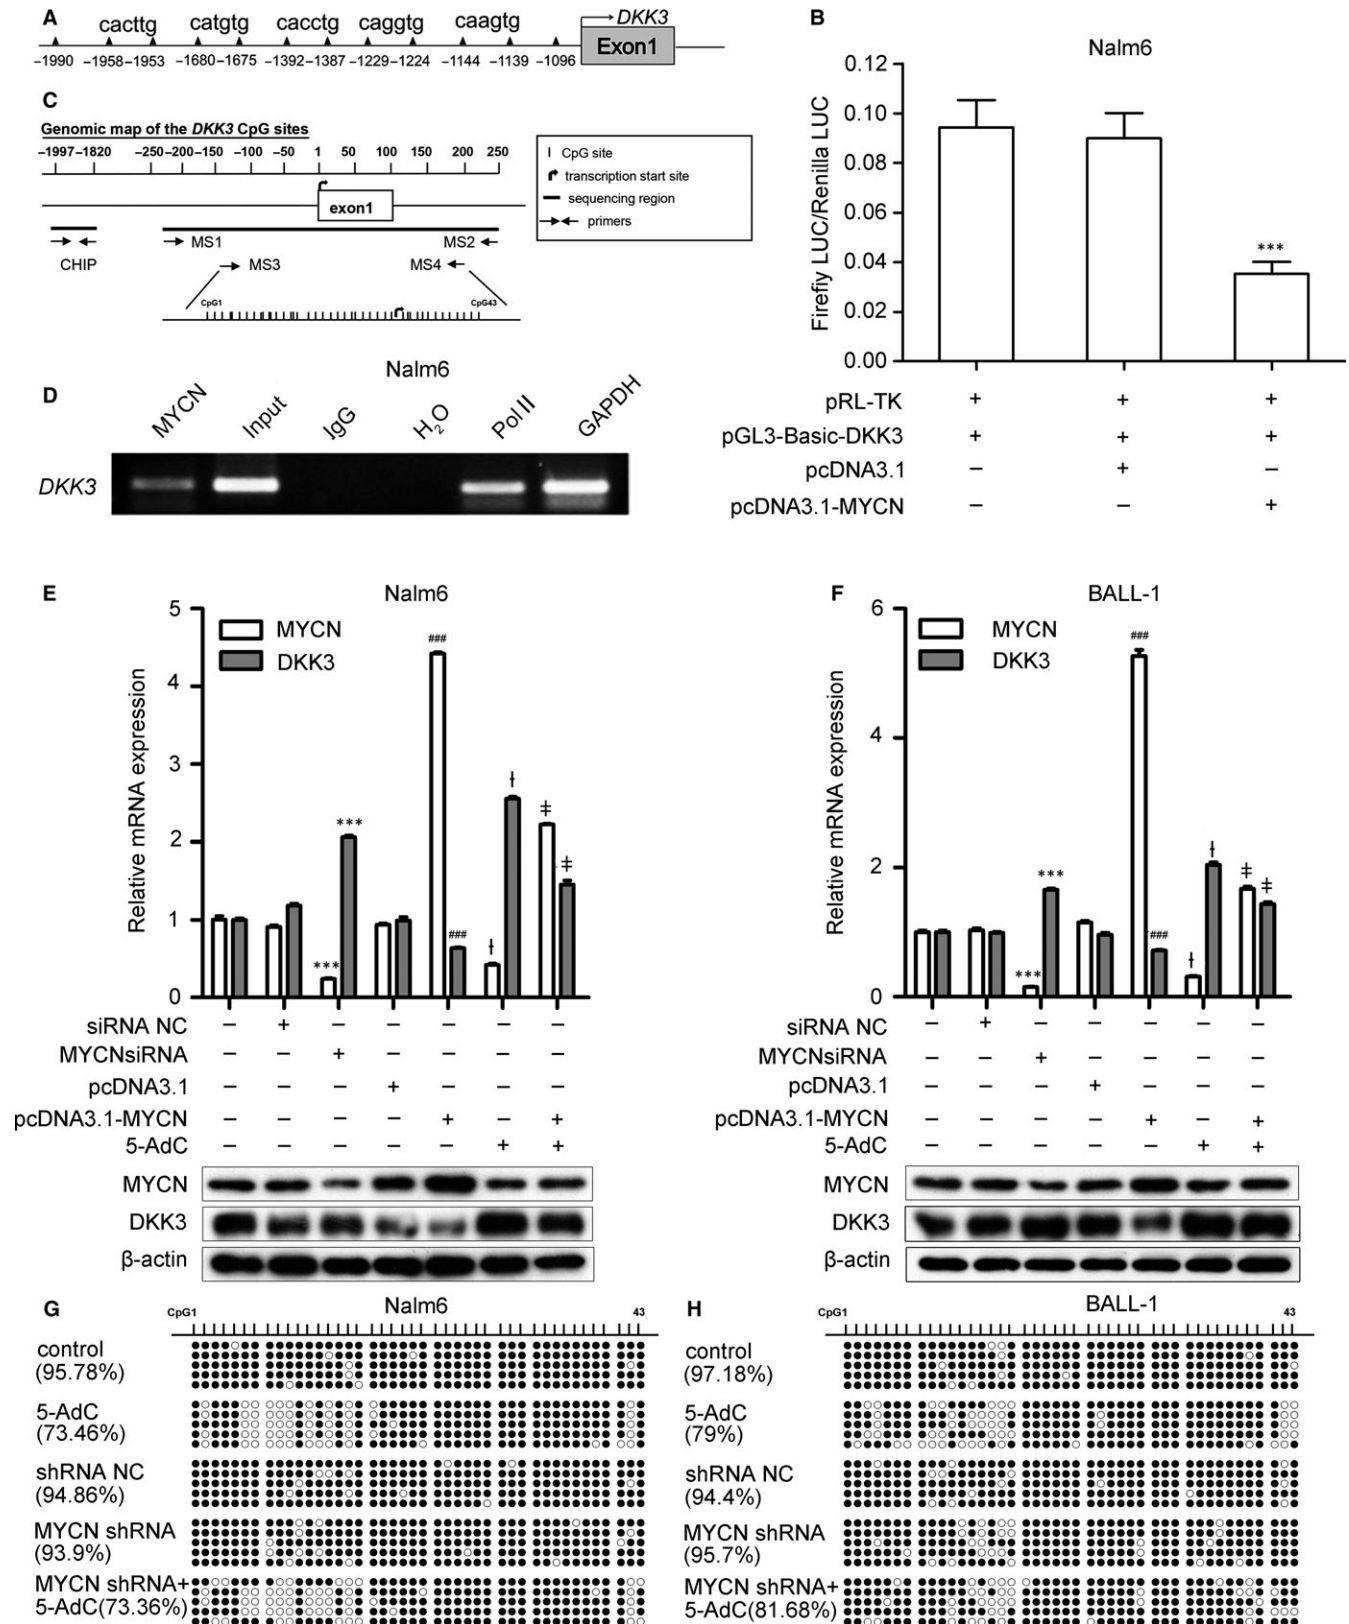 A
cacttg catgtg cacctg caggtg caagtg
DKK3
Exon1
−1990 −1958 −1953 −1680 −1675 −1392 −1387 −1229 −1224 −1144 −1139 −1096
B
Nalm6
Firefiy LUC/Renilla LUC
0.12
0.10
0.08
0.06
0.04
0.02
0.00
***
pRL-TK + + +
pGL3-Basic-DKK3 + + +
pcDNA3.1 − + −
pcDNA3.1-MYCN − − +
C
Genomic map of the DKK3 CpG sites
−1997 −1820 −250 −200 −150 −100 −50 1 50 100 150 200 250
exon1
MS1 MS2
CHIP MS3 MS4
CpG1 CpG43
CpG site
transcription start site
sequencing region
primers
D
Nalm6
MYCN Input IgG H2O Pol II GAPDH
DKK3
E
Nalm6
MYCN
DKK3
Relative mRNA expression
5
4
3
2
1
0
*** *** ### ### ƚ ƚ ǂ ǂ
siRNA NC − + − − − − −
MYCNsiRNA − − + − − − −
pcDNA3.1 − − − + − − −
pcDNA3.1-MYCN − − − − + − +
5-AdC − − − − − + +
MYCN
DKK3
β-actin
F
BALL-1
MYCN
DKK3
Relative mRNA expression
6
4
2
0
*** *** ### ### ƚ ƚ ǂ ǂ
siRNA NC − + − − − − −
MYCNsiRNA − − + − − − −
pcDNA3.1 − − − + − − −
pcDNA3.1-MYCN − − − − + − +
5-AdC − − − − − + +
MYCN
DKK3
β-actin
G
CpG1 Nalm6 43
control
(95.78%)
5-AdC
(73.46%)
shRNA NC
(94.86%)
MYCN shRNA
(93.9%)
MYCN shRNA+
5-AdC(73.36%)
H
CpG1 BALL-1 43
control
(97.18%)
5-AdC
(79%)
shRNA NC
(94.4%)
MYCN shRNA
(95.7%)
MYCN shRNA+
5-AdC(81.68%)